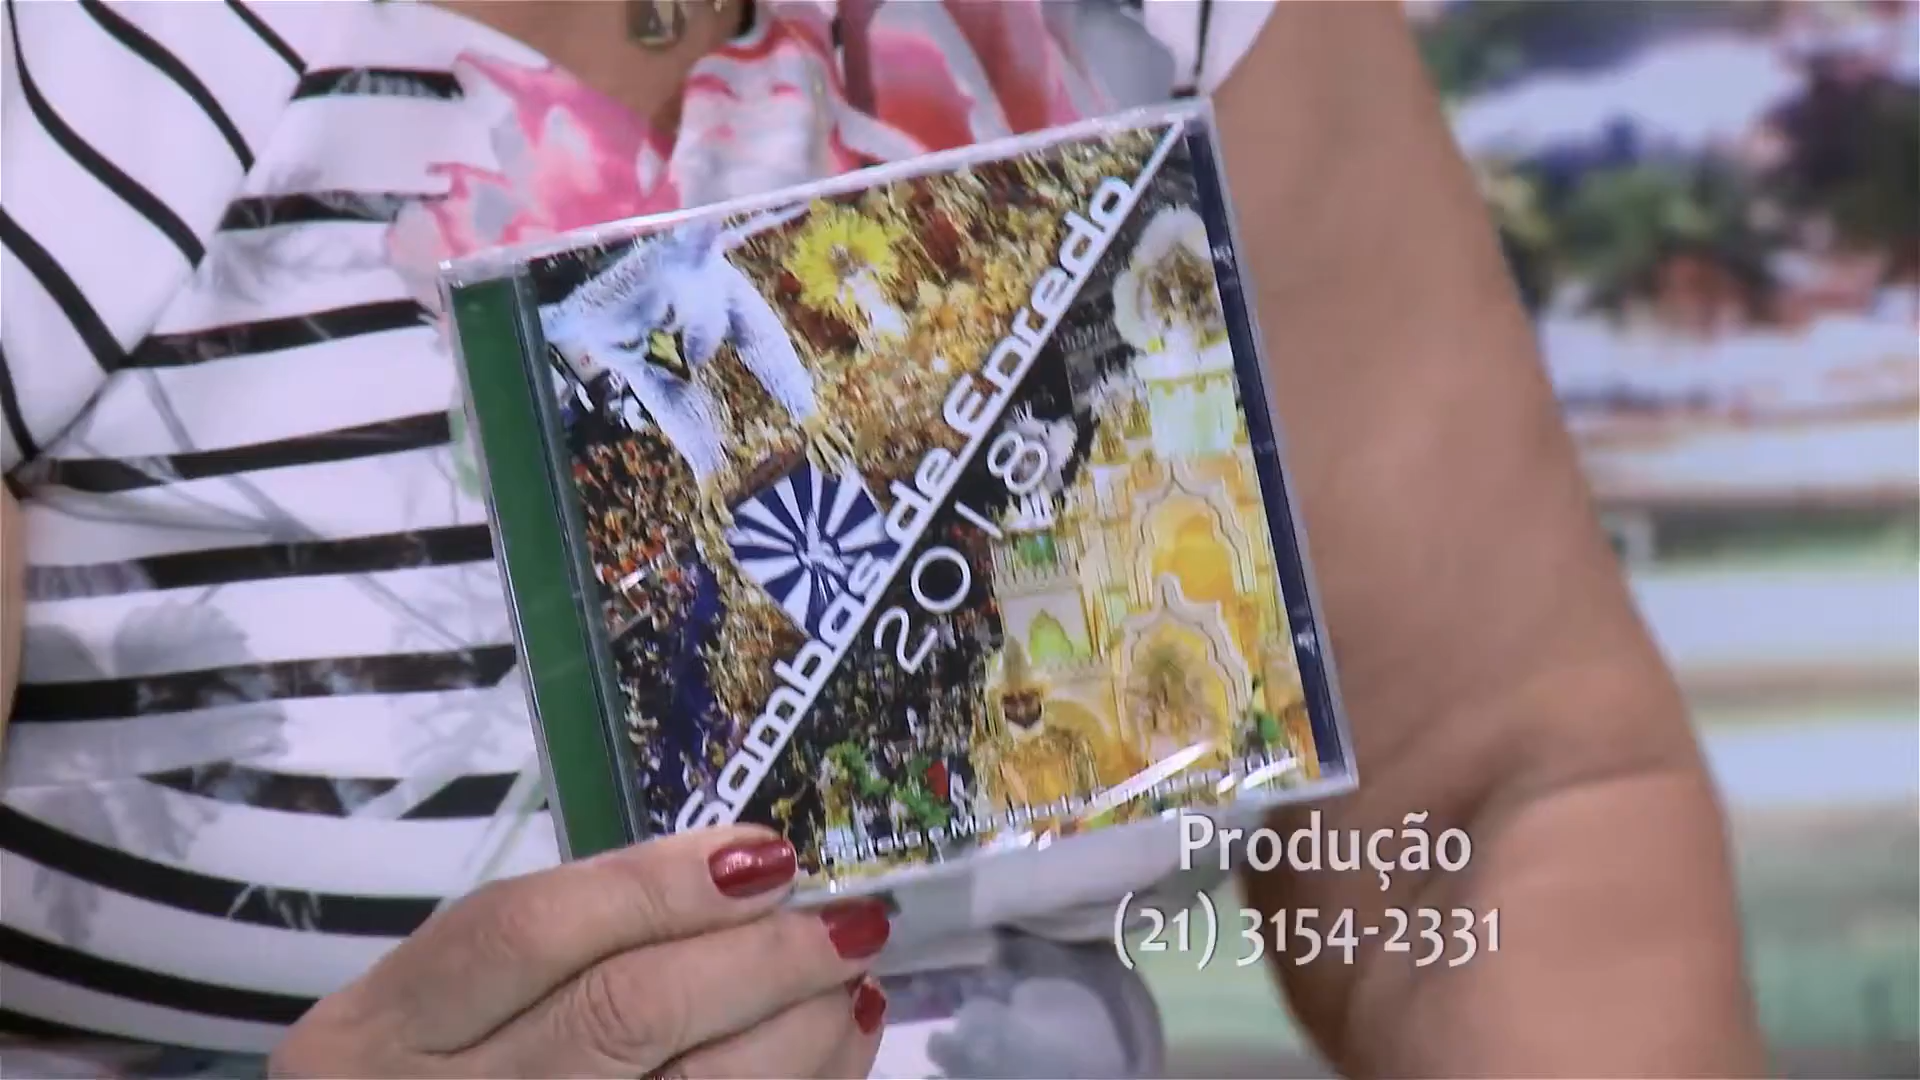 Sambas de Enredo
2018
Produção
(21) 3154-2331